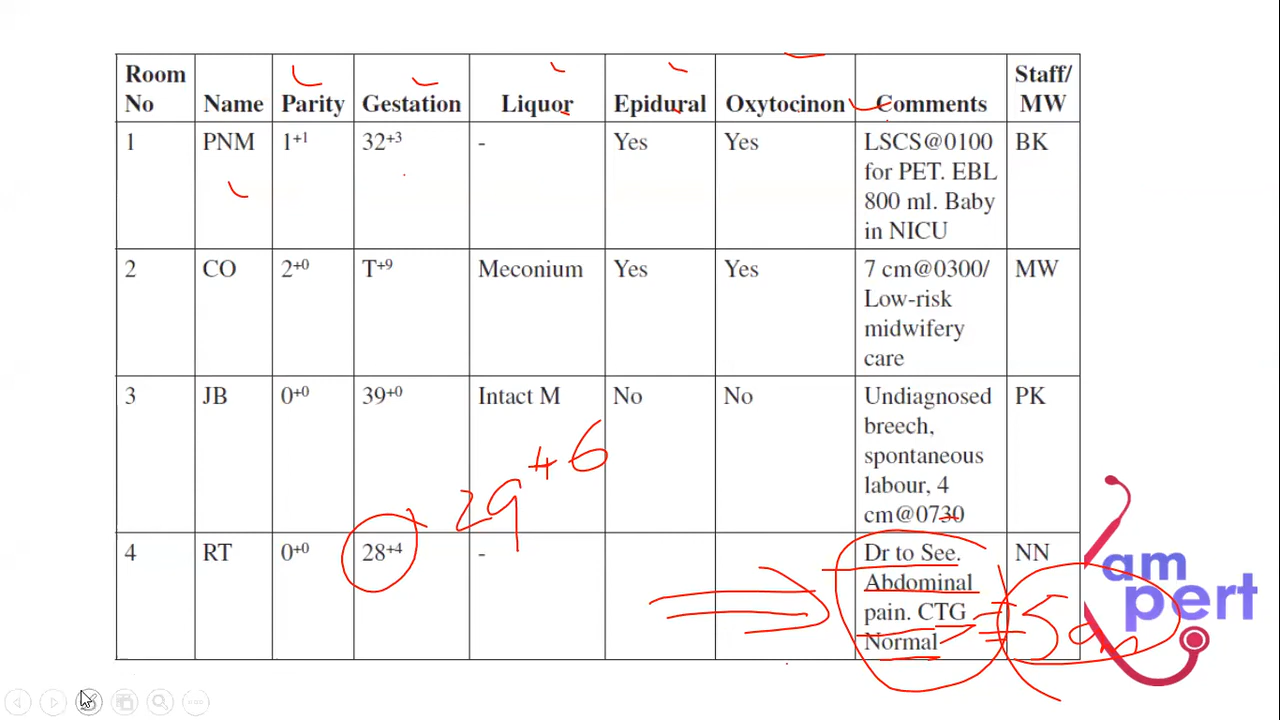 Room No Name Parity Gestation Liquor Epidural Oxytocinon Comments Staff/ MW
1 PNM 1+1 32+3 - Yes Yes LSCS@0100 BK
for PET. EBL
800 ml. Baby
in NICU
2 CO 2+0 T+9 Meconium Yes Yes 7 cm@0300/ MW
Low-risk
midwifery
care
3 JB 0+0 39+0 Intact M No No Undiagnosed PK
breech,
spontaneous
labour, 4
cm@0730
29+6
4 RT 0+0 28+4 - Dr to See. NN
Abdominal
pain. CTG
Normal
am
pert